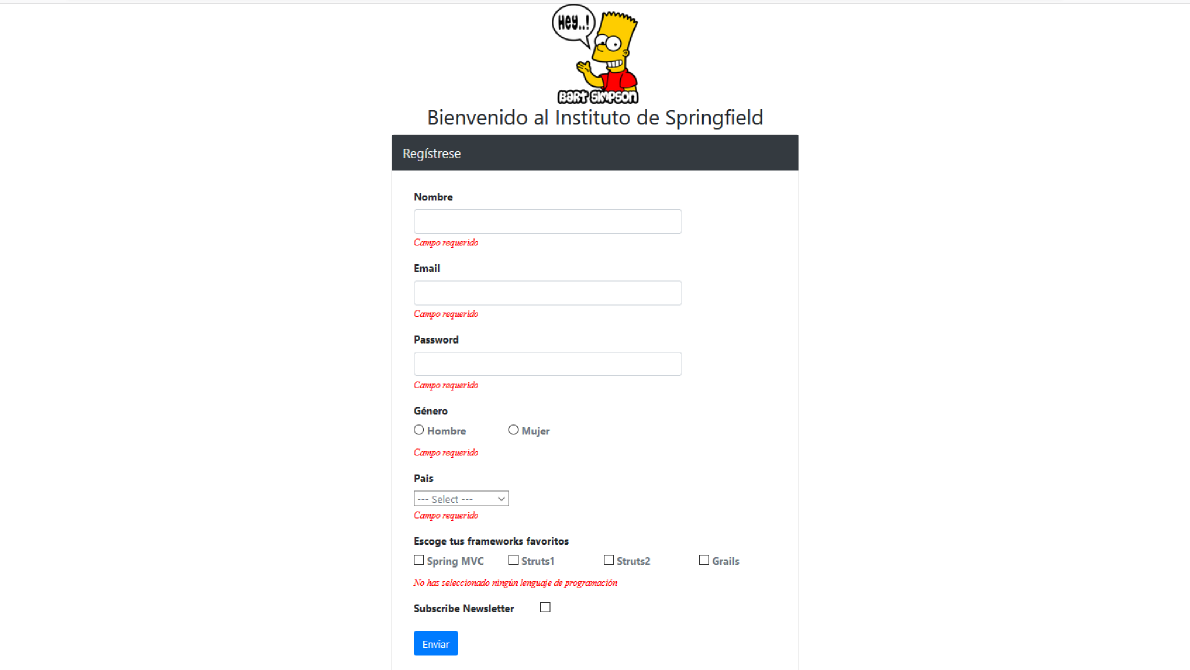 Hey..!
BART SIMPSON
Bienvenido al Instituto de Springfield
Regístrese
Nombre
Campo requerido
Email
Campo requerido
Password
Campo requerido
Género
Hombre Mujer
Campo requerido
Pais
--- Select ---
Campo requerido
Escoge tus frameworks favoritos
Spring MVC Struts1 Struts2 Grails
No has seleccionado ningún lenguaje de programación
Subscribe Newsletter
Enviar